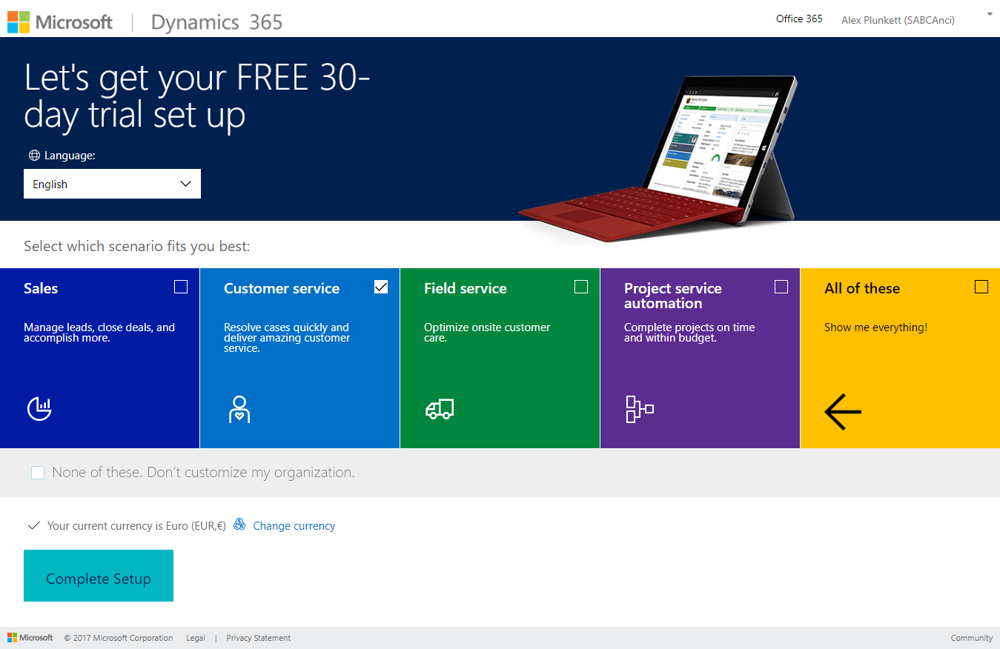 Microsoft | Dynamics 365
Office 365
Alex Plunkett (SABCAnci)
Let's get your FREE 30-
day trial set up
Language:
English
Select which scenario fits you best:
Sales
Manage leads, close deals, and
accomplish more.
Customer service
Resolve cases quickly and
deliver amazing customer
service.
Field service
Optimize onsite customer
care.
Project service
automation
Complete projects on time
and within budget.
All of these
Show me everything!
None of these. Don’t customize my organization.
Your current currency is Euro (EUR,€)
Change currency
Complete Setup
Microsoft © 2017 Microsoft Corporation Legal | Privacy Statement
Community